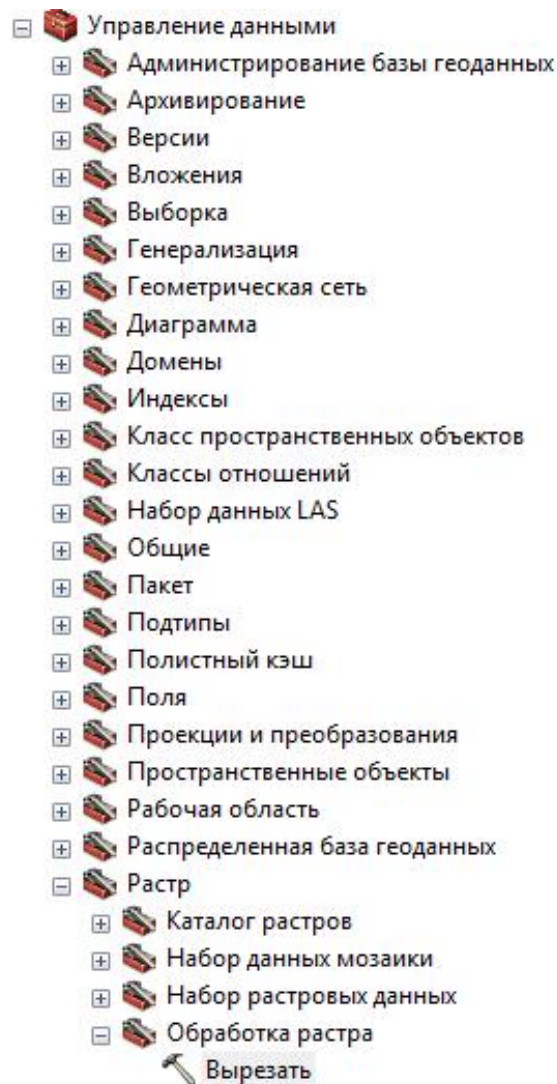 Управление данными
Администрирование базы геоданных
Архивирование
Версии
Вложения
Выборка
Генерализация
Геометрическая сеть
Диаграмма
Домены
Индексы
Класс пространственных объектов
Классы отношений
Набор данных LAS
Общие
Пакет
Подтипы
Полистный кэш
Поля
Проекции и преобразования
Пространственные объекты
Рабочая область
Распределенная база геоданных
Растр
Каталог растров
Набор данных мозаики
Набор растровых данных
Обработка растра
Вырезать